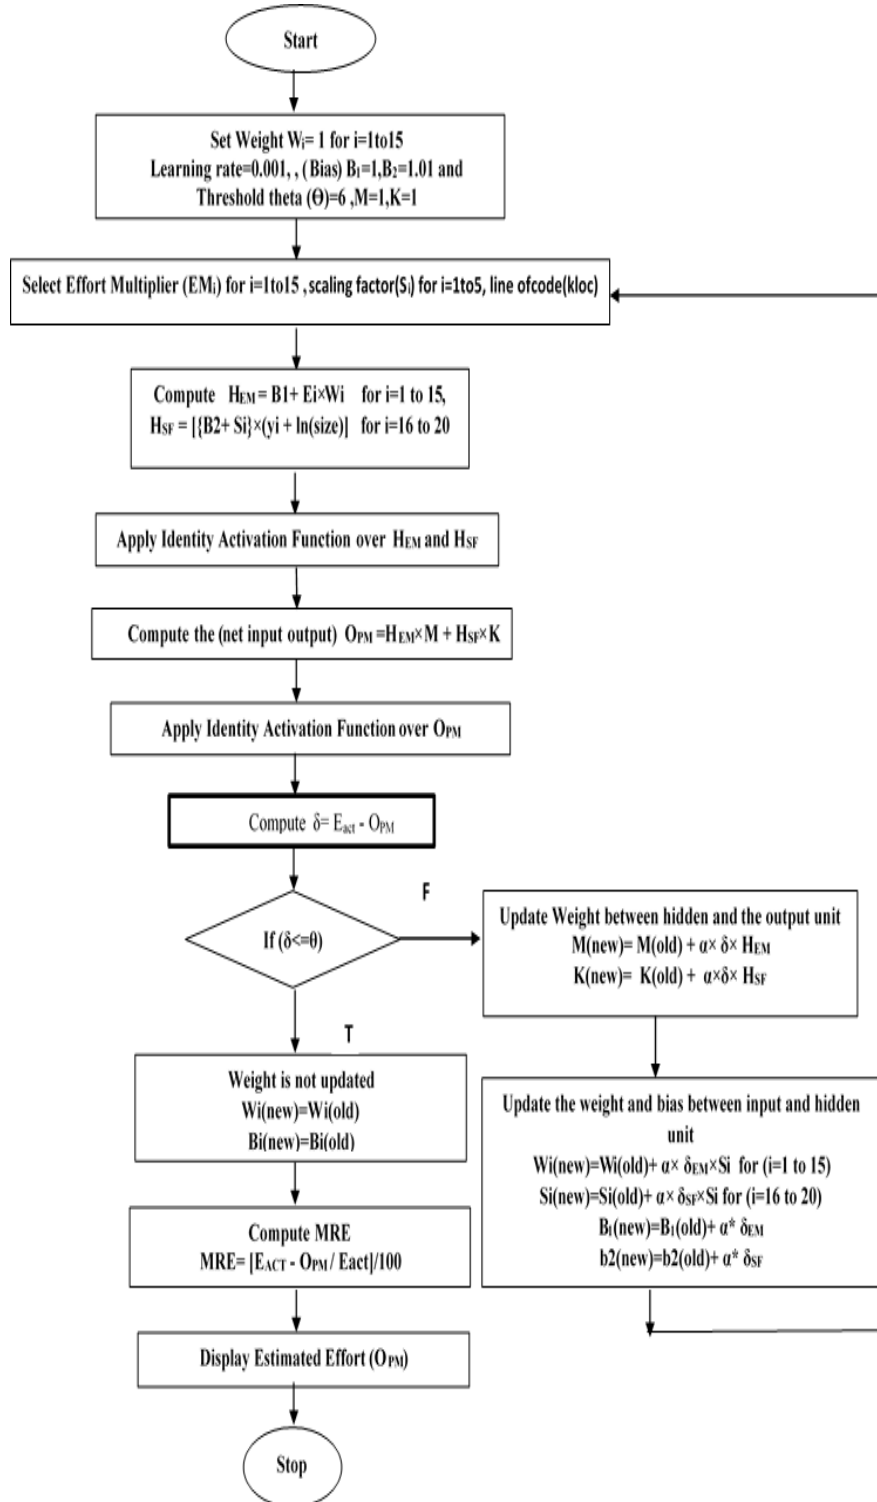 Start
Set Weight Wi= 1 for i=1to15
Learning rate=0.001, , ( Bias) B1=1,B2=1.01 and
Threshold theta (Θ)=6 ,M=1,K=1
Select Effort Multiplier (EMi) for i=1to15 ,scaling factor(Si) for i=1to5, line ofcode(kloc)
Compute HEM = B1+ Ei×Wi for i=1 to 15,
HSF = [{B2+ Si}×(yi + ln(size)] for i=16 to 20
Apply Identity Activation Function over HEM and HSF
Compute the (net input output) OPM =HEM×M + HSF×K
Apply Identity Activation Function over OPM
Compute δ= Eact - OPM
If (δ<=θ)
F
Update Weight between hidden and the output unit
M(new)= M(old) + α× δ× HEM
K(new)= K(old) + α×δ× HSF
T
Weight is not updated
Wi(new)=Wi(old)
Bi(new)=Bi(old)
Update the weight and bias between input and hidden
unit
Wi(new)=Wi(old)+ α× δEM×Si for (i=1 to 15)
Si(new)=Si(old)+ α× δSF×Si for (i=16 to 20)
B1(new)=B1(old)+ α* δEM
b2(new)=b2(old)+ α* δSF
Compute MRE
MRE= [EACT - OPM / Eact]/100
Display Estimated Effort (OPM)
Stop